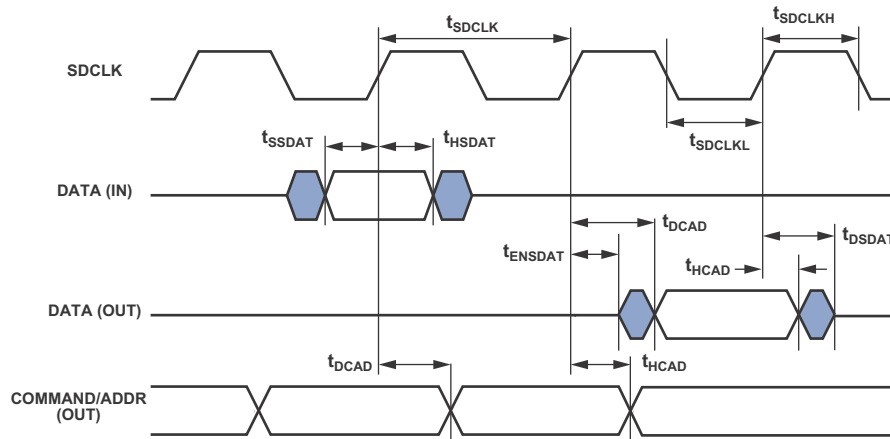 tSDCLK
tSDCLKH
SDCLK
tSSDAT
tHSDAT
tSDCLKL
DATA (IN)
tDCAD
tENSDAT
tHCAD
tDSDAT
DATA (OUT)
tDCAD
tHCAD
COMMAND/ADDR
(OUT)